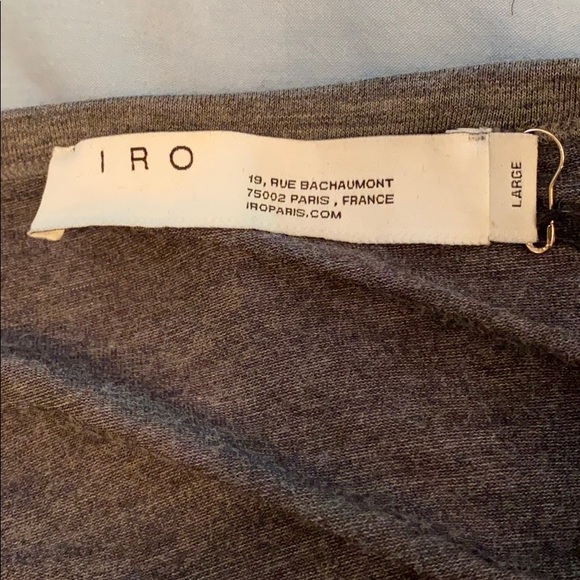 IRO
19, RUE BACHAUMONT
75002 PARIS , FRANCE
IROPARIS.COM
LARGE